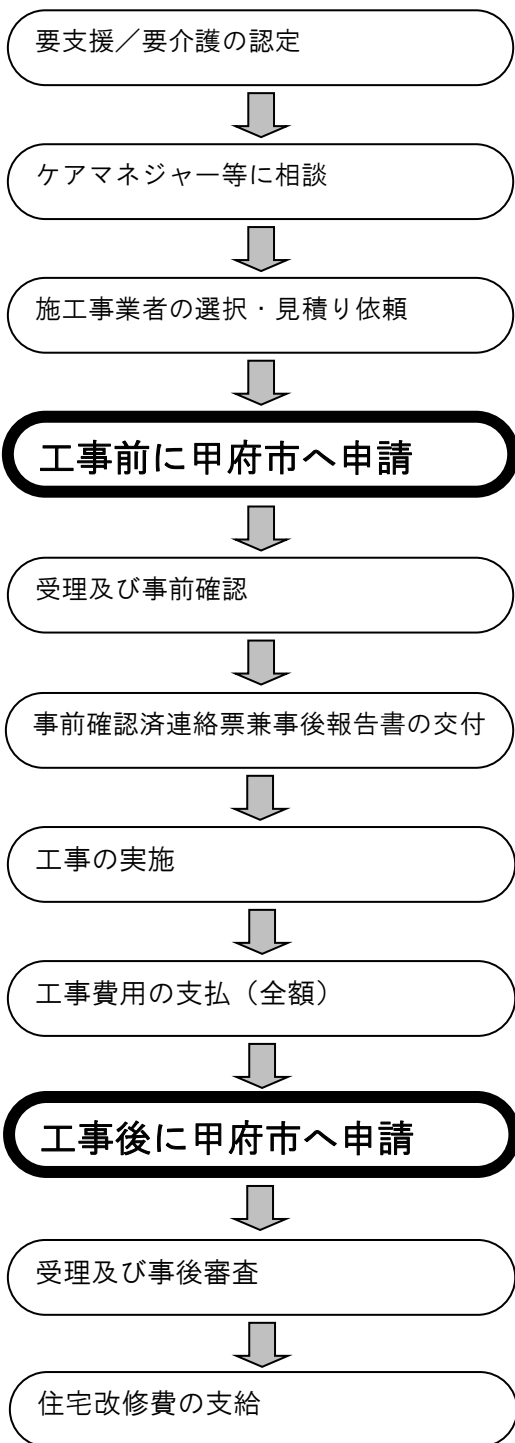 要支援／要介護の認定
ケアマネジャー等に相談
施工事業者の選択・見積り依頼
工事前に甲府市へ申請
受理及び事前確認
事前確認済連絡票兼事後報告書の交付
工事の実施
工事費用の支払（全額）
工事後に甲府市へ申請
受理及び事後審査
住宅改修費の支給